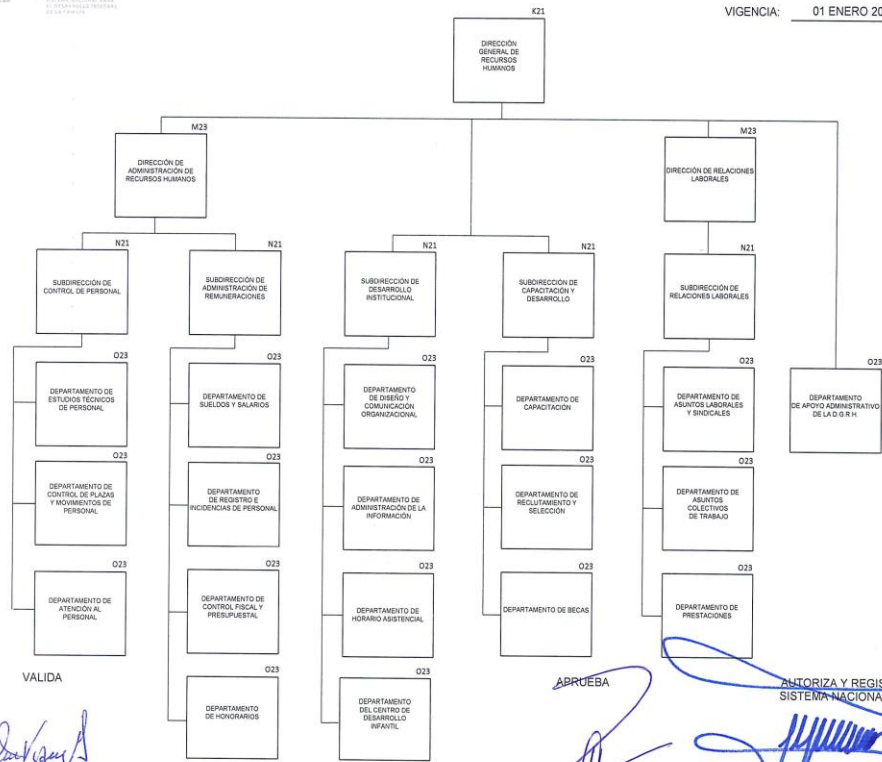 EL DESARROLLO INTEGRAL
DE LA FAMILIA
VIGENCIA: 01 ENERO 20
K21
DIRECCIÓN
GENERAL DE
RECURSOS
HUMANOS
M23
DIRECCIÓN DE
ADMINISTRACIÓN DE
RECURSOS HUMANOS
M23
DIRECCIÓN DE RELACIONES
LABORALES
N21
SUBDIRECCIÓN DE
CONTROL DE PERSONAL
N21
SUBDIRECCIÓN DE
ADMINISTRACIÓN DE
REMUNERACIONES
N21
SUBDIRECCIÓN DE
DESARROLLO
INSTITUCIONAL
N21
SUBDIRECCIÓN DE
CAPACITACIÓN Y
DESARROLLO
N21
SUBDIRECCIÓN DE
RELACIONES LABORALES
O23
DEPARTAMENTO DE
ESTUDIOS TÉCNICOS
DE PERSONAL
O23
DEPARTAMENTO DE
SUELDOS Y SALARIOS
O23
DEPARTAMENTO
DE DISEÑO Y
COMUNICACIÓN
ORGANIZACIONAL
O23
DEPARTAMENTO DE
CAPACITACIÓN
O23
DEPARTAMENTO DE
ASUNTOS LABORALES
Y SINDICALES
O23
DEPARTAMENTO
DE APOYO ADMINISTRATIVO
DE LA D.G.R.H.
O23
DEPARTAMENTO DE
CONTROL DE PLAZAS
Y MOVIMIENTOS DE
PERSONAL
O23
DEPARTAMENTO
DE REGISTRO E
INCIDENCIAS DE PERSONAL
O23
DEPARTAMENTO DE
ADMINISTRACIÓN DE LA
INFORMACIÓN
O23
DEPARTAMENTO DE
RECLUTAMIENTO Y
SELECCIÓN
O23
DEPARTAMENTO DE
ASUNTOS
COLECTIVOS
DE TRABAJO
O23
DEPARTAMENTO DE
ATENCIÓN AL
PERSONAL
O23
DEPARTAMENTO DE
CONTROL FISCAL Y
PRESUPUESTAL
O23
DEPARTAMENTO DE
HORARIO ASISTENCIAL
O23
DEPARTAMENTO DE BECAS
O23
DEPARTAMENTO DE
PRESTACIONES
O23
DEPARTAMENTO
DE HONORARIOS
O23
DEPARTAMENTO
DEL CENTRO DE
DESARROLLO
INFANTIL
VALIDA
APRUEBA
AUTORIZA Y REGIS
SISTEMA NACIONA